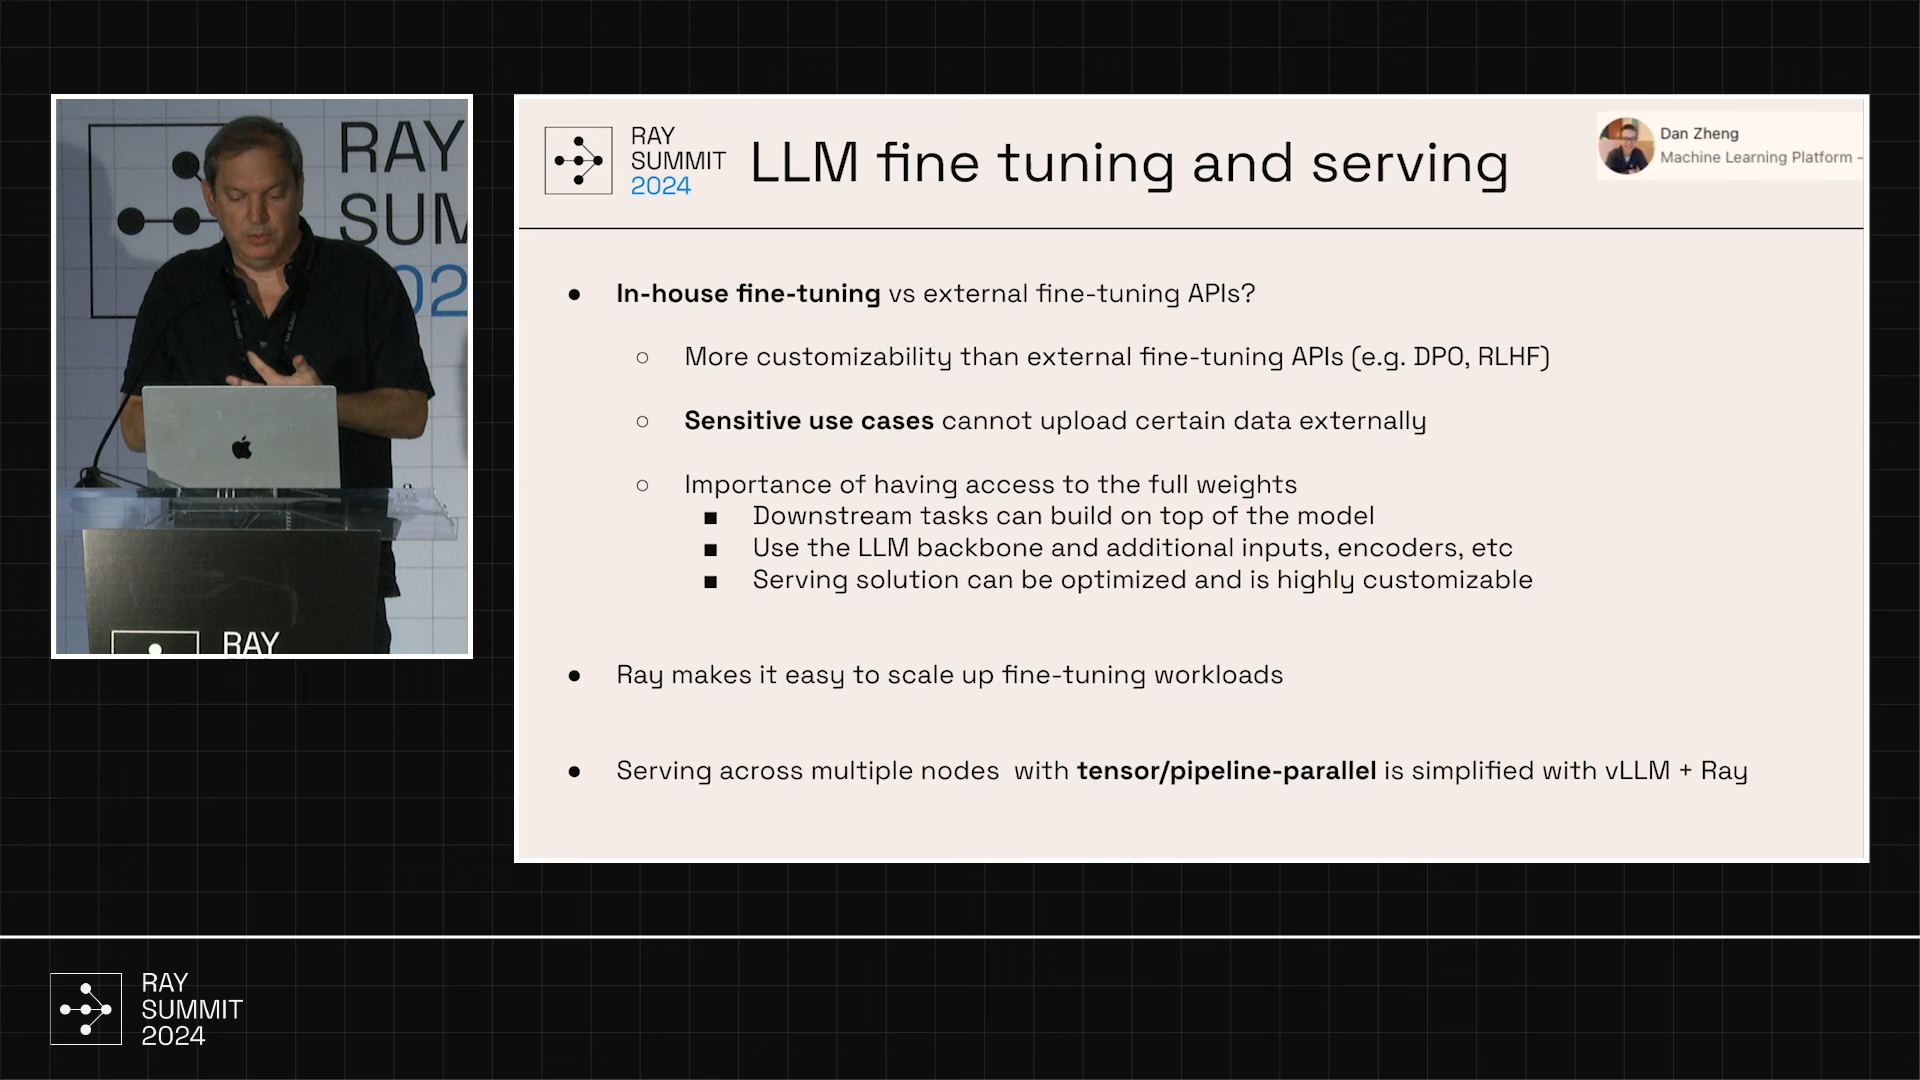 RAY
SUM
02
RAY
RAY
SUMMIT
2024
LLM fine tuning and serving
Dan Zheng
Machine Learning Platform -
● In-house fine-tuning vs external fine-tuning APIs?
○ More customizability than external fine-tuning APIs (e.g. DPO, RLHF)
○ Sensitive use cases cannot upload certain data externally
○ Importance of having access to the full weights
■ Downstream tasks can build on top of the model
■ Use the LLM backbone and additional inputs, encoders, etc
■ Serving solution can be optimized and is highly customizable
● Ray makes it easy to scale up fine-tuning workloads
● Serving across multiple nodes  with tensor/pipeline-parallel is simplified with vLLM + Ray
RAY
SUMMIT
2024